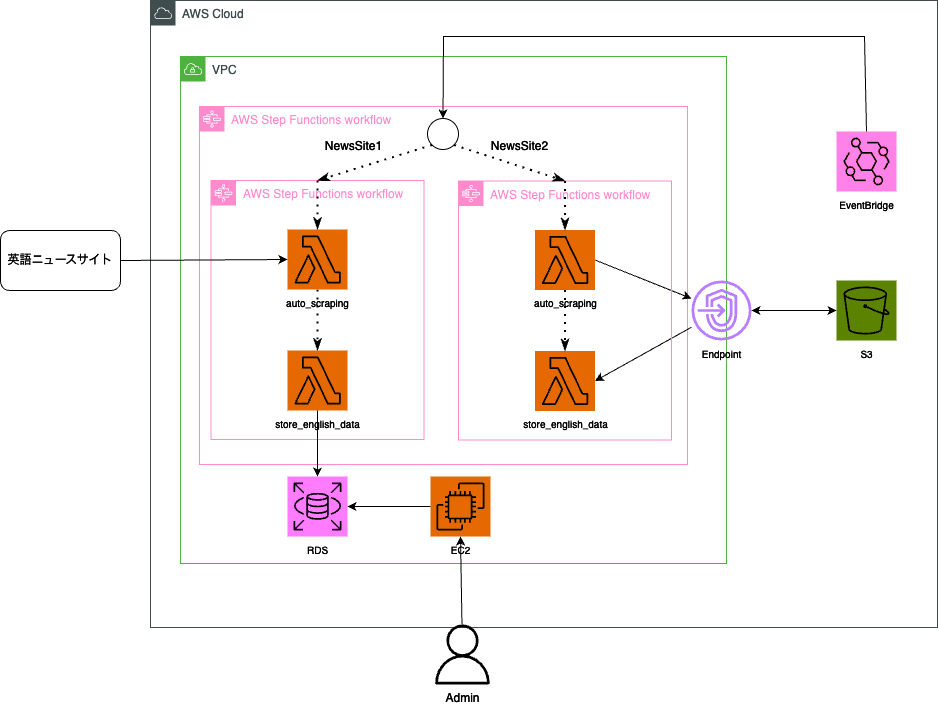 AWS Cloud
VPC
AWS Step Functions workflow
NewsSite1
NewsSite2
AWS Step Functions workflow
AWS Step Functions workflow
EventBridge
英語ニュースサイト
auto_scraping
auto_scraping
Endpoint
S3
store_english_data
store_english_data
RDS
EC2
Admin